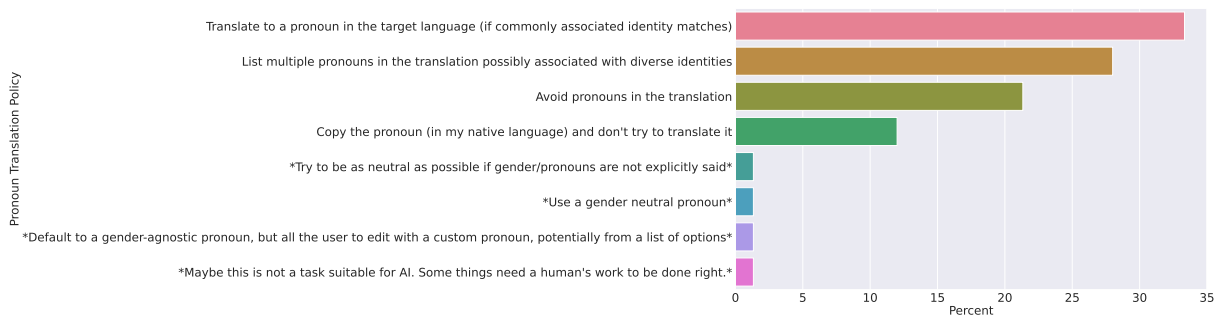 Pronoun Translation Policy
Translate to a pronoun in the target language (if commonly associated identity matches)
List multiple pronouns in the translation possibly associated with diverse identities
Avoid pronouns in the translation
Copy the pronoun (in my native language) and don't try to translate it
*Try to be as neutral as possible if gender/pronouns are not explicitly said*
*Use a gender neutral pronoun*
*Default to a gender-agnostic pronoun, but all the user to edit with a custom pronoun, potentially from a list of options*
*Maybe this is not a task suitable for AI. Some things need a human's work to be done right.*
0 5 10 15 20 25 30 35
Percent